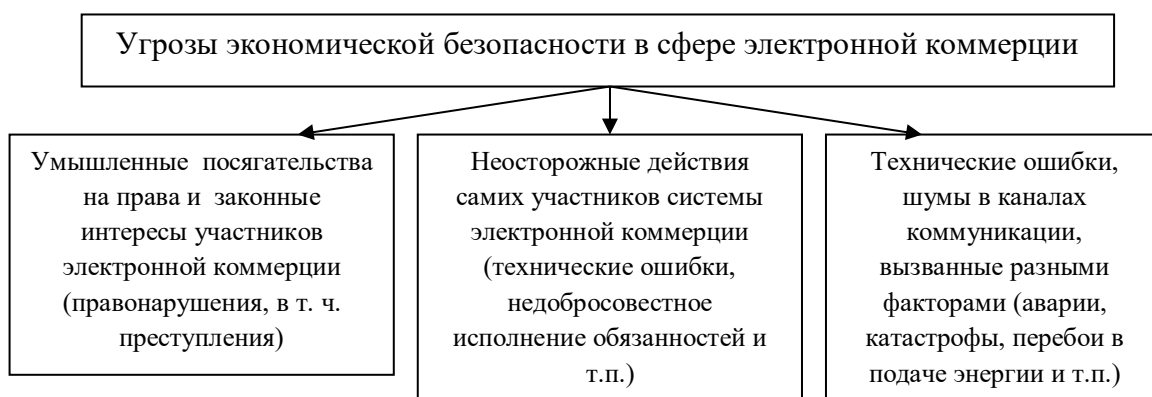 Угрозы экономической безопасности в сфере электронной коммерции
Умышленные посягательства
на права и законные
интересы участников
электронной коммерции
(правонарушения, в т. ч.
преступления)
Неосторожные действия
самих участников системы
электронной коммерции
(технические ошибки,
недобросовестное
исполнение обязанностей и
т.п.)
Технические ошибки,
шумы в каналах
коммуникации,
вызванные разными
факторами (аварии,
катастрофы, перебои в
подаче энергии и т.п.)